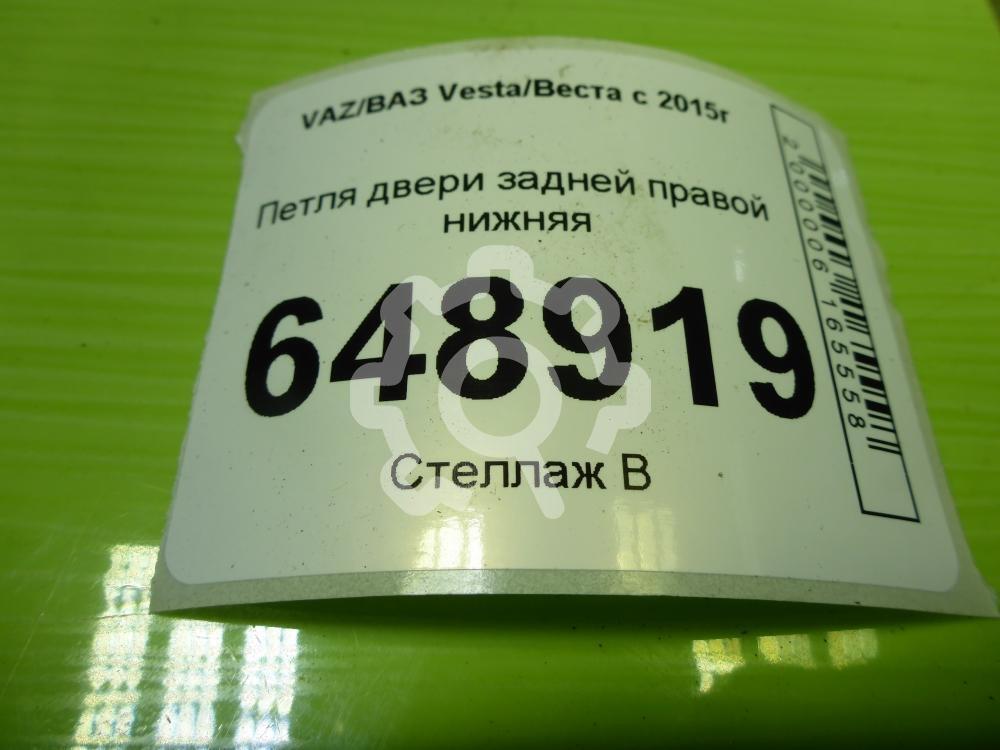 VAZ/ВАЗ Vesta/Веста с 2015г
Петля двери задней правой
нижняя
648919
Стеллаж В
2000006165558